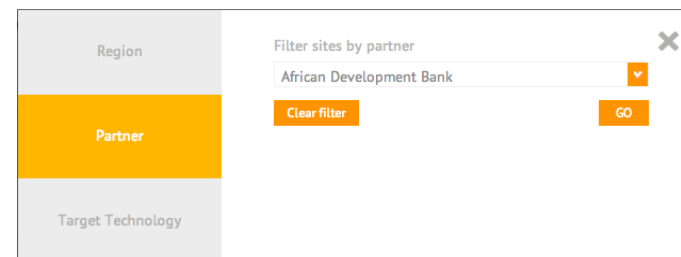 Region
Partner
Target Technology
Filter sites by partner
African Development Bank
Clear filter
GO